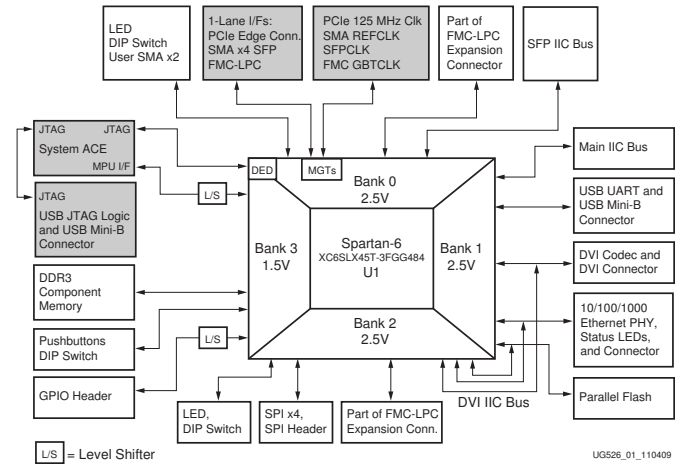 LED
DIP Switch
User SMA x2
1-Lane I/Fs:
PCIe Edge Conn.
SMA x4 SFP
FMC-LPC
PCIe 125 MHz Clk
SMA REFCLK
SFPCLK
FMC GBTCLK
Part of
FMC-LPC
Expansion
Connector
SFP IIC Bus
JTAG JTAG
System ACE
MPU I/F
JTAG
USB JTAG Logic
and USB Mini-B
Connector
L/S
DED
MGTs
Bank 0
2.5V
Main IIC Bus
USB UART and
USB Mini-B
Connector
Bank 3
1.5V
Spartan-6
XC6SLX45T-3FGG484
U1
Bank 1
2.5V
DVI Codec and
DVI Connector
DDR3
Component
Memory
Bank 2
2.5V
10/100/1000
Ethernet PHY,
Status LEDs,
and Connector
Pushbuttons
DIP Switch
L/S
GPIO Header
DVI IIC Bus
Parallel Flash
LED,
DIP Switch
SPI x4,
SPI Header
Part of FMC-LPC
Expansion Conn.
L/S = Level Shifter
UG526_01_110409